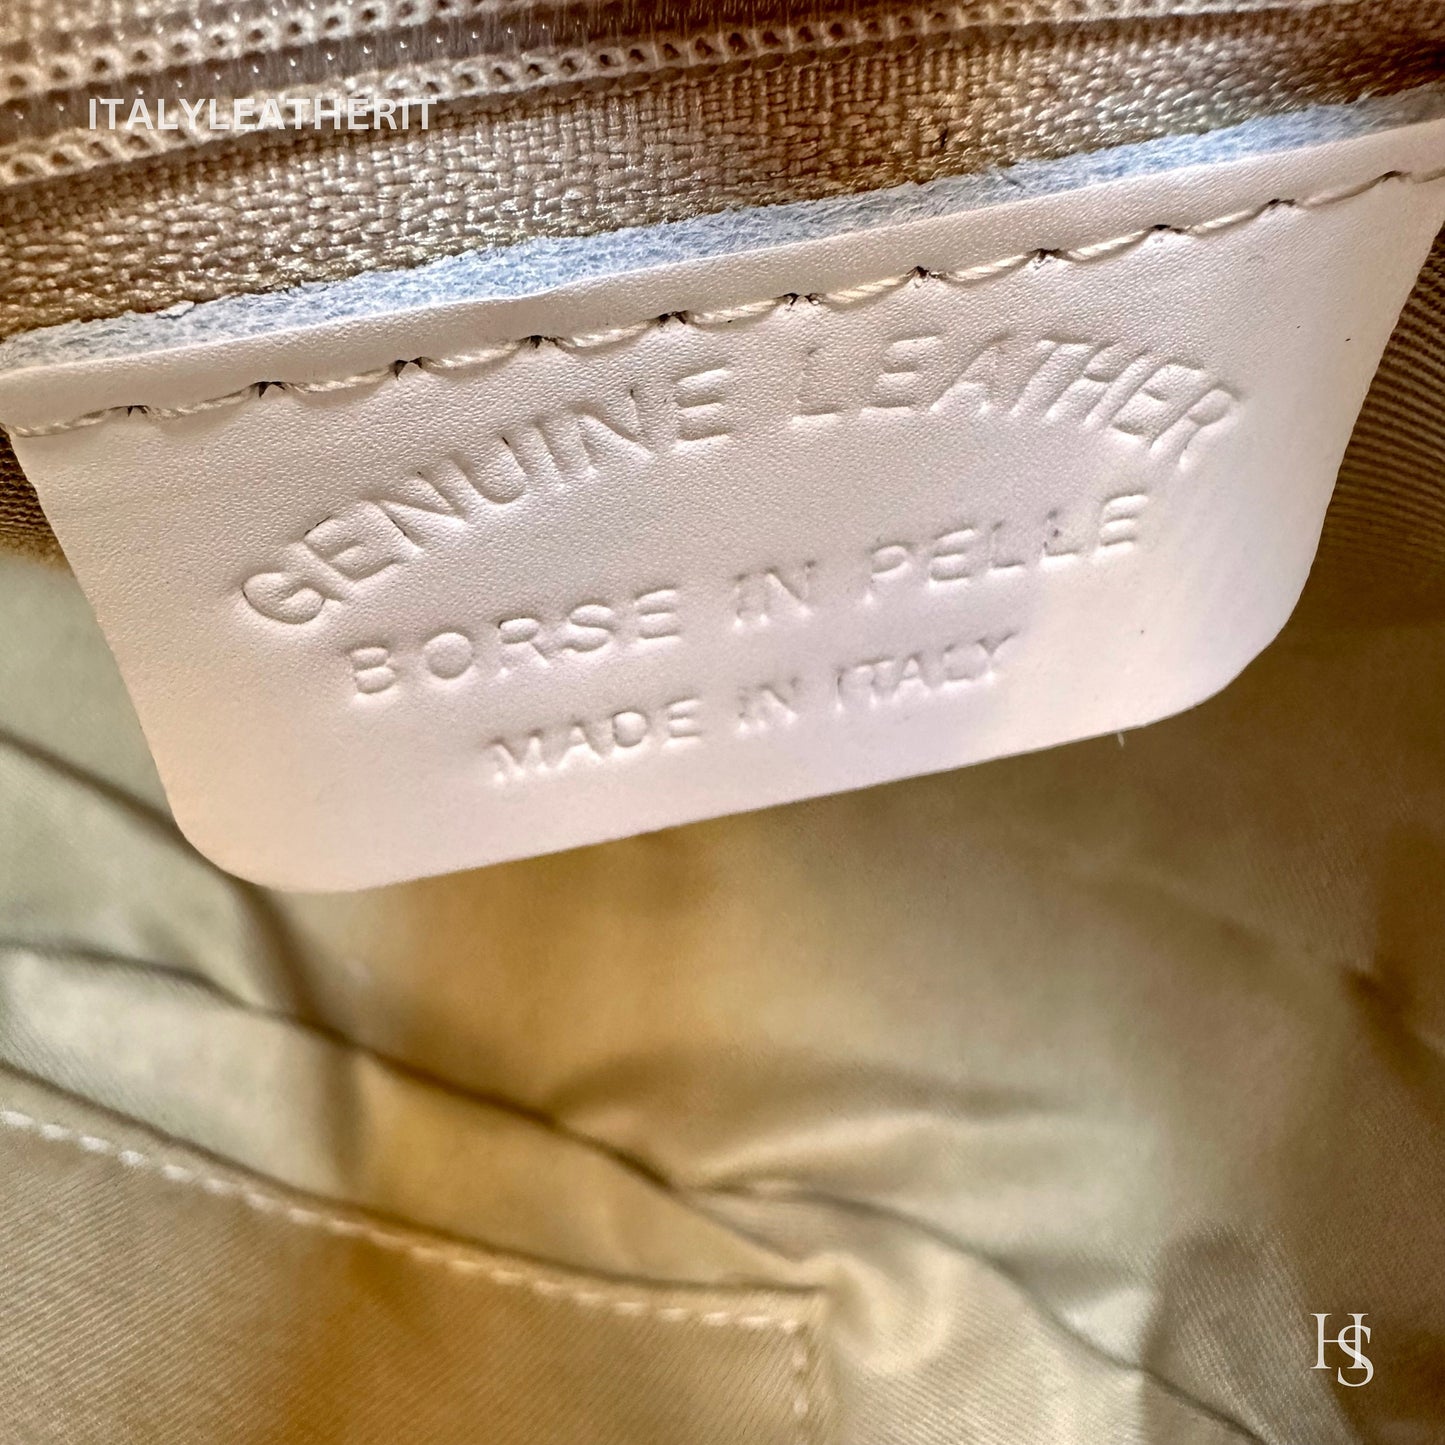 ITALYLEATHERIT
GENUINE LEATHER
BORSE IN PELLE
MADE IN ITALY
HS